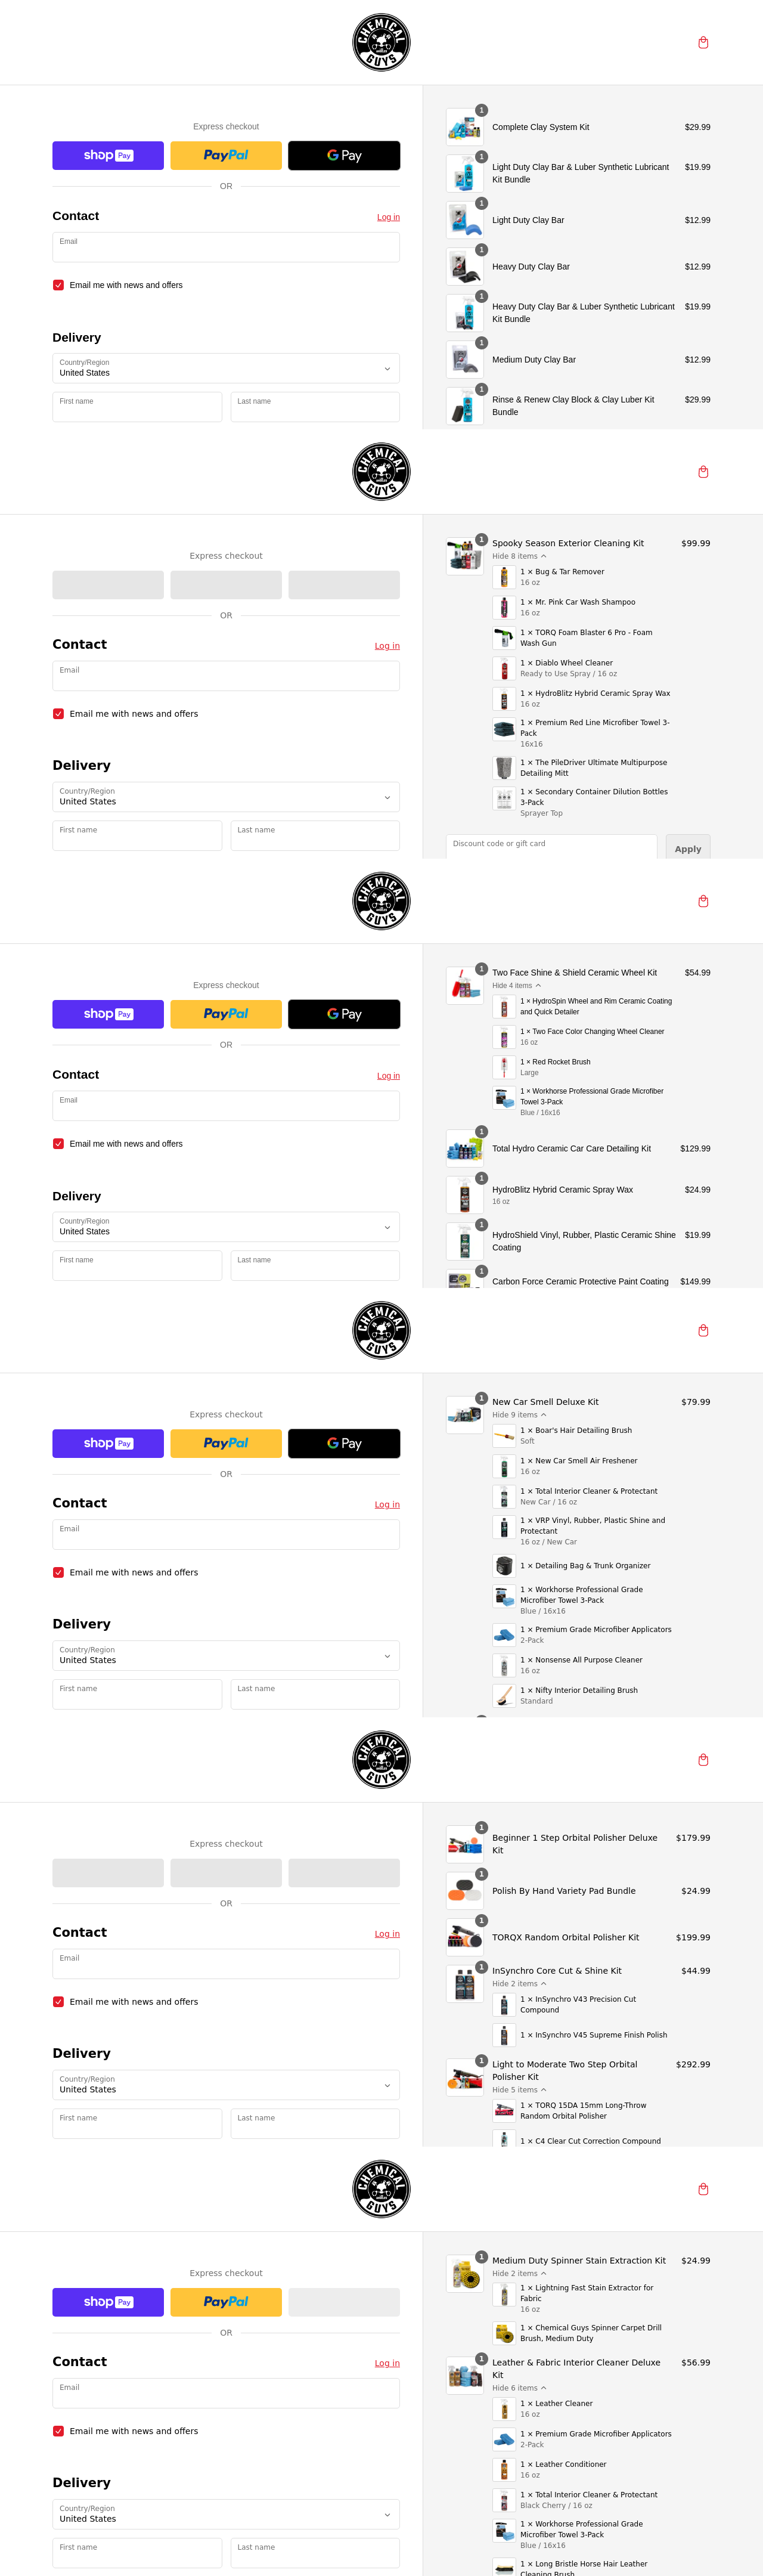 CHEMICAL
GUYS
Express checkout
shop Pay
PayPal
G Pay
OR
Contact
Log in
Email
Email me with news and offers
Delivery
Country/Region
United States
First name
Last name
1
Complete Clay System Kit
$29.99
1
Light Duty Clay Bar & Luber Synthetic Lubricant
Kit Bundle
$19.99
1
Light Duty Clay Bar
$12.99
1
Heavy Duty Clay Bar
$12.99
1
Heavy Duty Clay Bar & Luber Synthetic Lubricant
Kit Bundle
$19.99
1
Medium Duty Clay Bar
$12.99
1
Rinse & Renew Clay Block & Clay Luber Kit
Bundle
$29.99
CHEMICAL
GUYS
Express checkout
OR
Contact
Log in
Email
Email me with news and offers
Delivery
Country/Region
United States
First name
Last name
1
Spooky Season Exterior Cleaning Kit
$99.99
Hide 8 items
1 × Bug & Tar Remover
16 oz
1 × Mr. Pink Car Wash Shampoo
16 oz
1 × TORQ Foam Blaster 6 Pro - Foam
Wash Gun
1 × Diablo Wheel Cleaner
Ready to Use Spray / 16 oz
1 × HydroBlitz Hybrid Ceramic Spray Wax
16 oz
1 × Premium Red Line Microfiber Towel 3-
Pack
16x16
1 × The PileDriver Ultimate Multipurpose
Detailing Mitt
1 × Secondary Container Dilution Bottles
3-Pack
Sprayer Top
Discount code or gift card
Apply
CHEMICAL
GUYS
Express checkout
shop Pay
PayPal
G Pay
OR
Contact
Log in
Email
Email me with news and offers
Delivery
Country/Region
United States
First name
Last name
1
Two Face Shine & Shield Ceramic Wheel Kit
$54.99
Hide 4 items
1 × HydroSpin Wheel and Rim Ceramic Coating
and Quick Detailer
1 × Two Face Color Changing Wheel Cleaner
16 oz
1 × Red Rocket Brush
Large
1 × Workhorse Professional Grade Microfiber
Towel 3-Pack
Blue / 16x16
1
Total Hydro Ceramic Car Care Detailing Kit
$129.99
1
HydroBlitz Hybrid Ceramic Spray Wax
16 oz
$24.99
1
HydroShield Vinyl, Rubber, Plastic Ceramic Shine
Coating
$19.99
1
Carbon Force Ceramic Protective Paint Coating
$149.99
CHEMICAL
GUYS
Express checkout
shop Pay
PayPal
G Pay
OR
Contact
Log in
Email
Email me with news and offers
Delivery
Country/Region
United States
First name
Last name
1
New Car Smell Deluxe Kit
$79.99
Hide 9 items
1 × Boar's Hair Detailing Brush
Soft
1 × New Car Smell Air Freshener
16 oz
1 × Total Interior Cleaner & Protectant
New Car / 16 oz
1 × VRP Vinyl, Rubber, Plastic Shine and
Protectant
16 oz / New Car
1 × Detailing Bag & Trunk Organizer
1 × Workhorse Professional Grade
Microfiber Towel 3-Pack
Blue / 16x16
1 × Premium Grade Microfiber Applicators
2-Pack
1 × Nonsense All Purpose Cleaner
16 oz
1 × Nifty Interior Detailing Brush
Standard
CHEMICAL
GUYS
Express checkout
OR
Contact
Log in
Email
Email me with news and offers
Delivery
Country/Region
United States
First name
Last name
1
Beginner 1 Step Orbital Polisher Deluxe
Kit
$179.99
1
Polish By Hand Variety Pad Bundle
$24.99
1
TORQX Random Orbital Polisher Kit
$199.99
1
InSynchro Core Cut & Shine Kit
$44.99
Hide 2 items
1 × InSynchro V43 Precision Cut
Compound
1 × InSynchro V45 Supreme Finish Polish
1
Light to Moderate Two Step Orbital
Polisher Kit
$292.99
Hide 5 items
1 × TORQ 15DA 15mm Long-Throw
Random Orbital Polisher
1 × C4 Clear Cut Correction Compound
CHEMICAL
GUYS
Express checkout
shop Pay
PayPal
OR
Contact
Log in
Email
Email me with news and offers
Delivery
Country/Region
United States
First name
Last name
1
Medium Duty Spinner Stain Extraction Kit
$24.99
Hide 2 items
1 × Lightning Fast Stain Extractor for
Fabric
16 oz
1 × Chemical Guys Spinner Carpet Drill
Brush, Medium Duty
1
Leather & Fabric Interior Cleaner Deluxe
Kit
$56.99
Hide 6 items
1 × Leather Cleaner
16 oz
1 × Premium Grade Microfiber Applicators
2-Pack
1 × Leather Conditioner
16 oz
1 × Total Interior Cleaner & Protectant
Black Cherry / 16 oz
1 × Workhorse Professional Grade
Microfiber Towel 3-Pack
Blue / 16x16
1 × Long Bristle Horse Hair Leather
Cleaning Brush